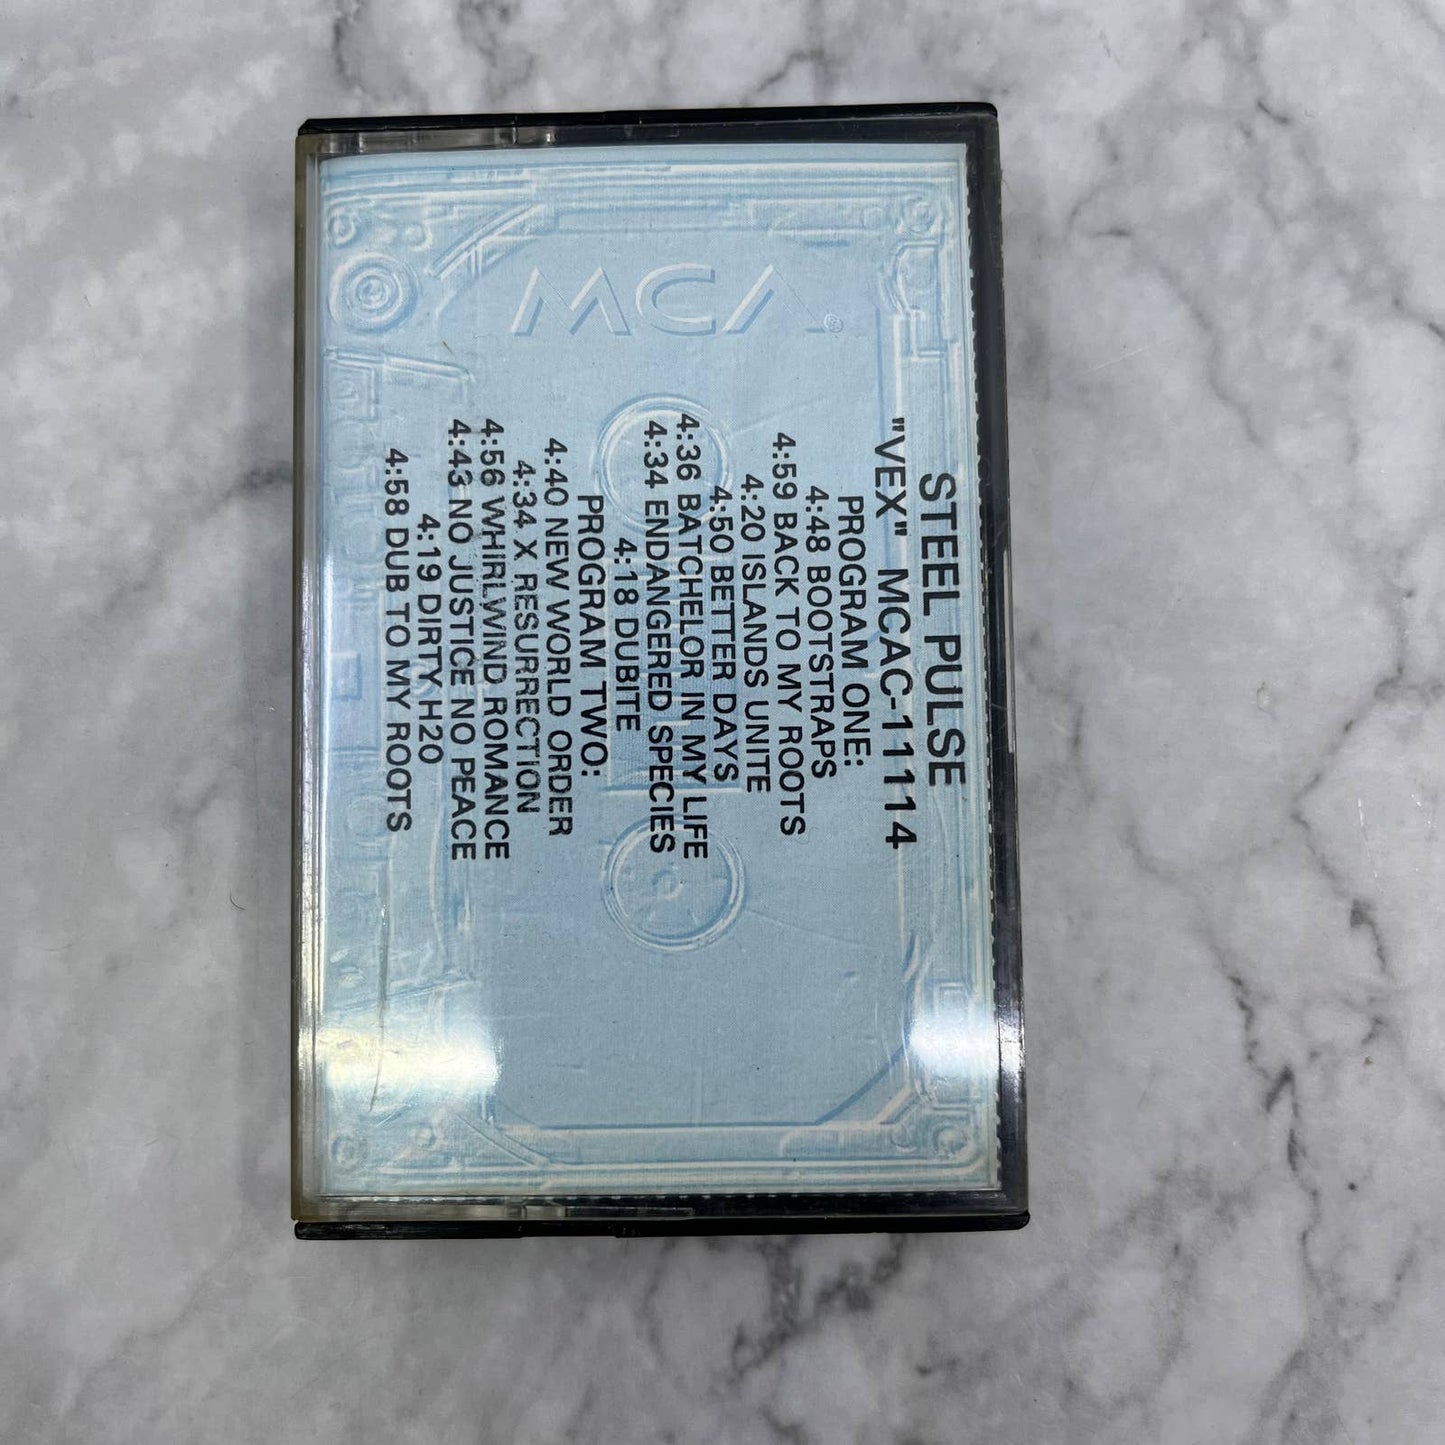 MCA®
STEEL PULSE
"VEX" MCAC-11114
PROGRAM ONE:
4:48 BOOTSTRAPS
4:59 BACK TO MY ROOTS
4:20 ISLANDS UNITE
4:50 BETTER DAYS
4:36 BATCHELOR IN MY LIFE
4:34 ENDANGERED SPECIES
4:18 DUBITE
PROGRAM TWO:
4:40 NEW WORLD ORDER
4:34 X RESURRECTION
4:56 WHIRLWIND ROMANCE
4:43 NO JUSTICE NO PEACE
4:19 DIRTY H20
4:58 DUB TO MY ROOTS